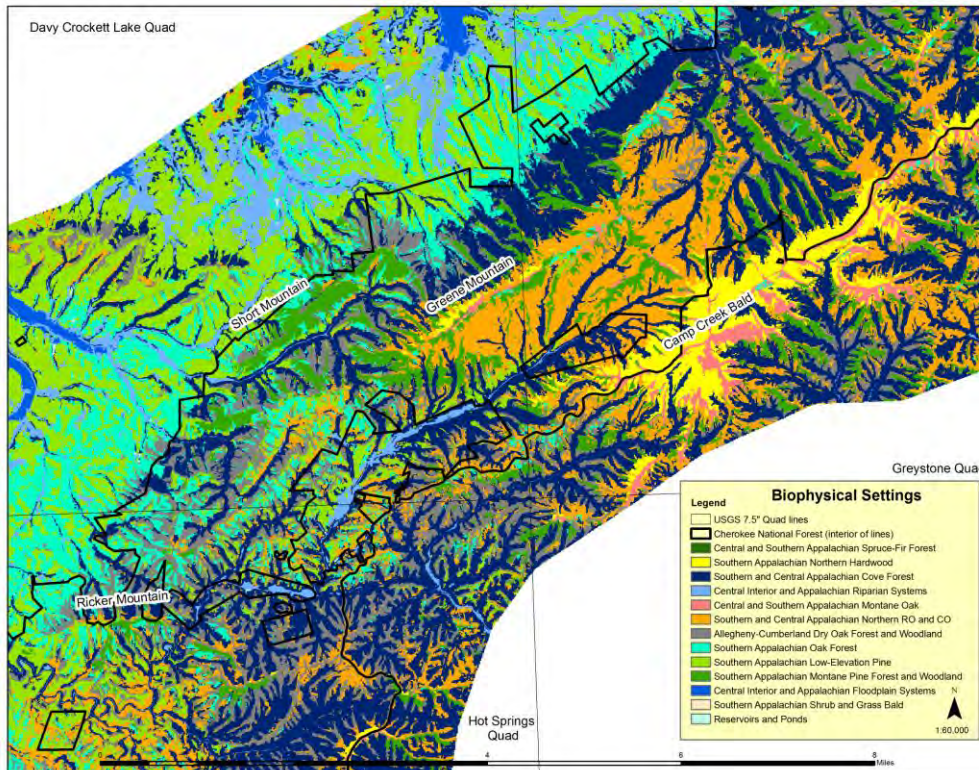 Davy Crockett Lake Quad
Short Mountain
Greene Mountain
Camp Creek Bald
Ricker Mountain
Greystone Qua
Hot Springs
Quad
Biophysical Settings
Legend
USGS 7.5" Quad lines
Cherokee National Forest (interior of lines)
Central and Southern Appalachian Spruce-Fir Forest
Southern Appalachian Northern Hardwood
Southern and Central Appalachian Cove Forest
Central Interior and Appalachian Riparian Systems
Central and Southern Appalachian Montane Oak
Southern and Central Appalachian Northern RO and CO
Allegheny-Cumberland Dry Oak Forest and Woodland
Southern Appalachian Oak Forest
Southern Appalachian Low-Elevation Pine
Southern Appalachian Montane Pine Forest and Woodland
Central Interior and Appalachian Floodplain Systems
Southern Appalachian Shrub and Grass Bald
Reservoirs and Ponds
N
1:60,000
0 4 6 8
Miles